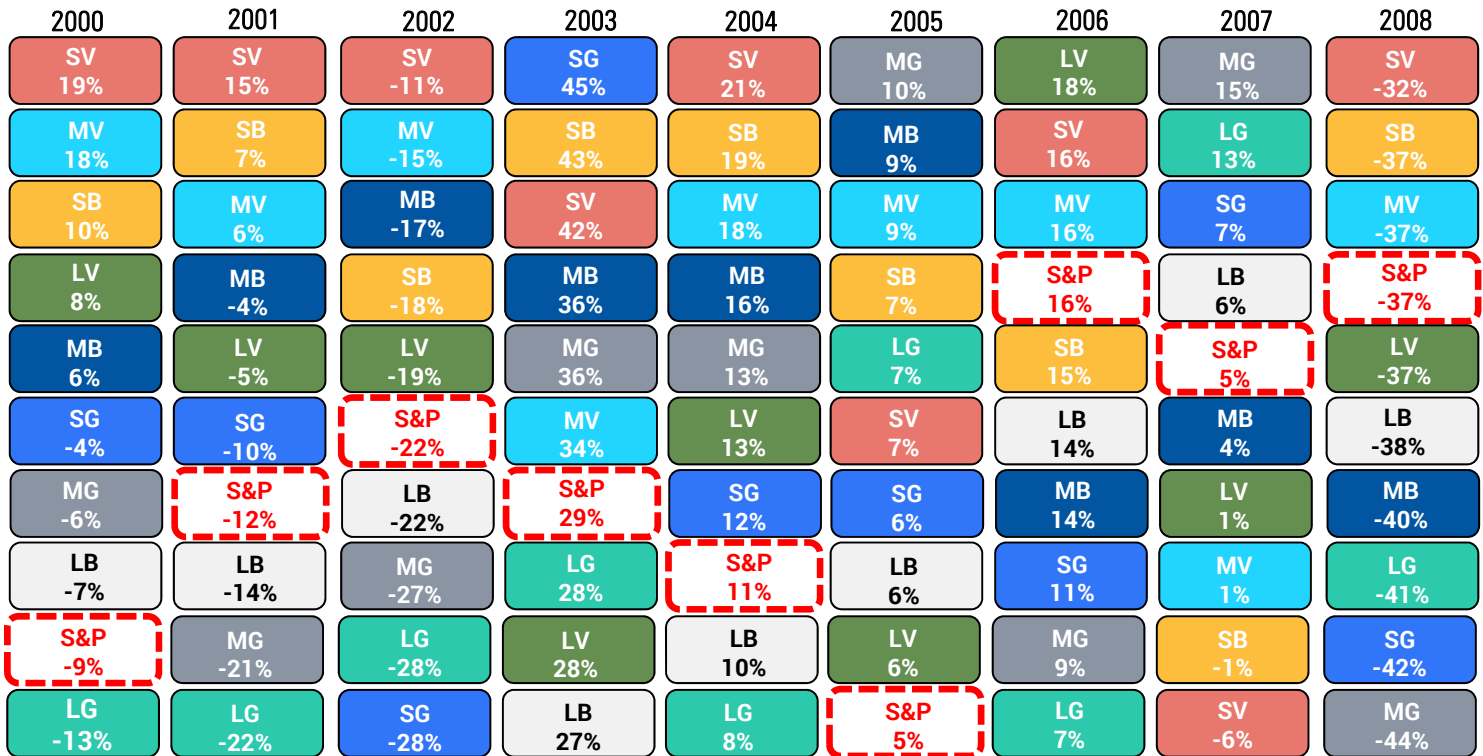 2000 2001 2002 2003 2004 2005 2006 2007 2008
SV SV SV SG SV MG LV MG SV
19% 15% -11% 45% 21% 10% 18% 15% -32%
MV SB MV SB SB MB SV LG SB
18% 7% -15% 43% 19% 9% 16% 13% -37%
SB MV MB SV MV MV MV SG MV
10% 6% -17% 42% 18% 9% 16% 7% -37%
LV MB SB MB MB SB S&P LB S&P
8% -4% -18% 36% 16% 7% 16% 6% -37%
MB LV LV MG MG LG SB S&P LV
6% -5% -19% 36% 13% 7% 15% 5% -37%
SG SG S&P MV LV SV LB MB LB
-4% -10% -22% 34% 13% 7% 14% 4% -38%
MG S&P LB S&P SG SG MB LV MB
-6% -12% -22% 29% 12% 6% 14% 1% -40%
LB LB MG LG S&P LB SG MV LG
-7% -14% -27% 28% 11% 6% 11% 1% -41%
S&P MG LG LV LB LV MG SB SG
-9% -21% -28% 28% 10% 6% 9% -1% -42%
LG LG SG LB LG S&P LG SV MG
-13% -22% -28% 27% 8% 5% 7% -6% -44%